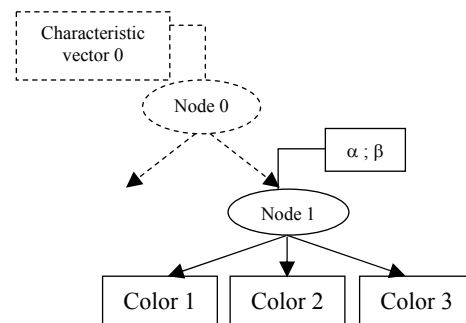 Characteristic
vector 0
Node 0
α ; β
Node 1
Color 1
Color 2
Color 3